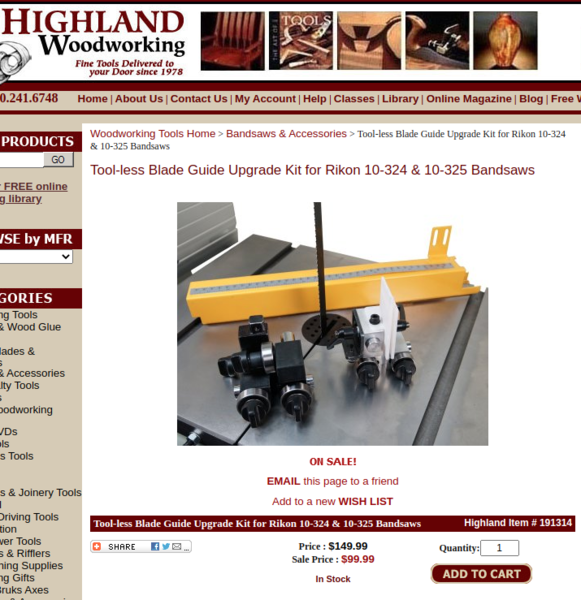 HIGHLAND
Woodworking
Fine Tools Delivered to
your Door since 1978
THE ART OF
TOOLS
0.241.6748
Home | About Us | Contact Us | My Account | Help | Classes | Library | Online Magazine | Blog | Free W
PRODUCTS
GO
FREE online
g library
WSE by MFR
GORIES
ng Tools
& Wood Glue
lades &
s
& Accessories
lty Tools
s
oodworking
VDs
ols
s Tools
s & Joinery Tools
l
Driving Tools
tion
wer Tools
s & Rifflers
ning Supplies
ng Gifts
Bruks Axes
Woodworking Tools Home > Bandsaws & Accessories > Tool-less Blade Guide Upgrade Kit for Rikon 10-324
& 10-325 Bandsaws
Tool-less Blade Guide Upgrade Kit for Rikon 10-324 & 10-325 Bandsaws
ON SALE!
EMAIL this page to a friend
Add to a new WISH LIST
Tool-less Blade Guide Upgrade Kit for Rikon 10-324 & 10-325 Bandsaws Highland Item # 191314
SHARE
Price : $149.99
Sale Price : $99.99
In Stock
Quantity: 1
ADD TO CART